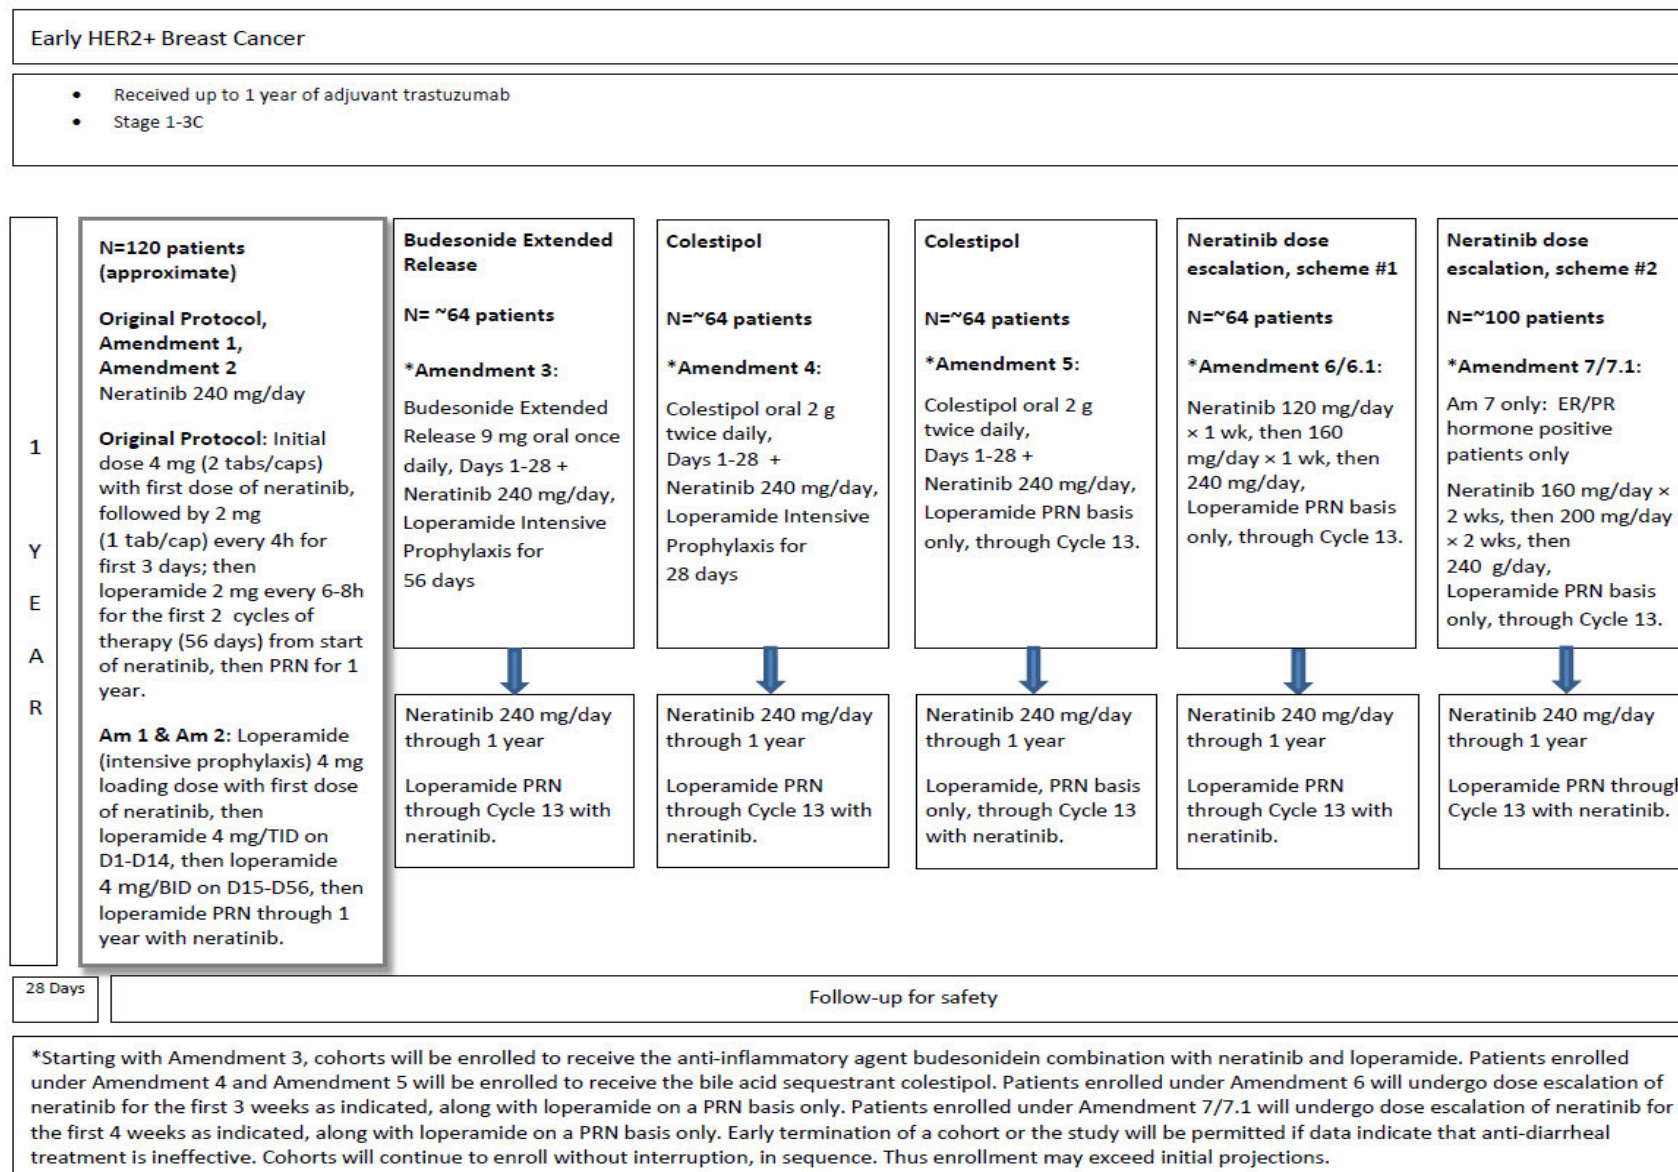 Early HER2+ Breast Cancer
• Received up to 1 year of adjuvant trastuzumab
• Stage 1-3C
1
Y
E
A
R
N=120 patients
(approximate)
Original Protocol,
Amendment 1,
Amendment 2
Neratinib 240 mg/day
Original Protocol: Initial
dose 4 mg (2 tabs/caps)
with first dose of neratinib,
followed by 2 mg
(1 tab/cap) every 4h for
first 3 days; then
loperamide 2 mg every 6-8h
for the first 2 cycles of
therapy (56 days) from start
of neratinib, then PRN for 1
year.
Am 1 & Am 2: Loperamide
(intensive prophylaxis) 4 mg
loading dose with first dose
of neratinib, then
loperamide 4 mg/TID on
D1-D14, then loperamide
4 mg/BID on D15-D56, then
loperamide PRN through 1
year with neratinib.
Budesonide Extended
Release
N= ~64 patients
*Amendment 3:
Budesonide Extended
Release 9 mg oral once
daily, Days 1-28 +
Neratinib 240 mg/day,
Loperamide Intensive
Prophylaxis for
56 days
Neratinib 240 mg/day
through 1 year
Loperamide PRN
through Cycle 13 with
neratinib.
Colestipol
N=~64 patients
*Amendment 4:
Colestipol oral 2 g
twice daily,
Days 1-28 +
Neratinib 240 mg/day,
Loperamide Intensive
Prophylaxis for
28 days
Neratinib 240 mg/day
through 1 year
Loperamide PRN
through Cycle 13 with
neratinib.
Colestipol
N=~64 patients
*Amendment 5:
Colestipol oral 2 g
twice daily,
Days 1-28 +
Neratinib 240 mg/day,
Loperamide PRN basis
only, through Cycle 13.
Neratinib 240 mg/day
through 1 year
Loperamide, PRN basis
only, through Cycle 13
with neratinib.
Neratinib dose
escalation, scheme #1
N=~64 patients
*Amendment 6/6.1:
Neratinib 120 mg/day
× 1 wk, then 160
mg/day × 1 wk, then
240 mg/day,
Loperamide PRN basis
only, through Cycle 13.
Neratinib 240 mg/day
through 1 year
Loperamide PRN
through Cycle 13 with
neratinib.
Neratinib dose
escalation, scheme #2
N=~100 patients
*Amendment 7/7.1:
Am 7 only: ER/PR
hormone positive
patients only
Neratinib 160 mg/day ×
2 wks, then 200 mg/day
× 2 wks, then
240 g/day,
Loperamide PRN basis
only, through Cycle 13.
Neratinib 240 mg/day
through 1 year
Loperamide PRN through
Cycle 13 with neratinib.
28 Days
Follow-up for safety
*Starting with Amendment 3, cohorts will be enrolled to receive the anti-inflammatory agent budesonidein combination with neratinib and loperamide. Patients enrolled
under Amendment 4 and Amendment 5 will be enrolled to receive the bile acid sequestrant colestipol. Patients enrolled under Amendment 6 will undergo dose escalation of
neratinib for the first 3 weeks as indicated, along with loperamide on a PRN basis only. Patients enrolled under Amendment 7/7.1 will undergo dose escalation of neratinib for
the first 4 weeks as indicated, along with loperamide on a PRN basis only. Early termination of a cohort or the study will be permitted if data indicate that anti-diarrheal
treatment is ineffective. Cohorts will continue to enroll without interruption, in sequence. Thus enrollment may exceed initial projections.